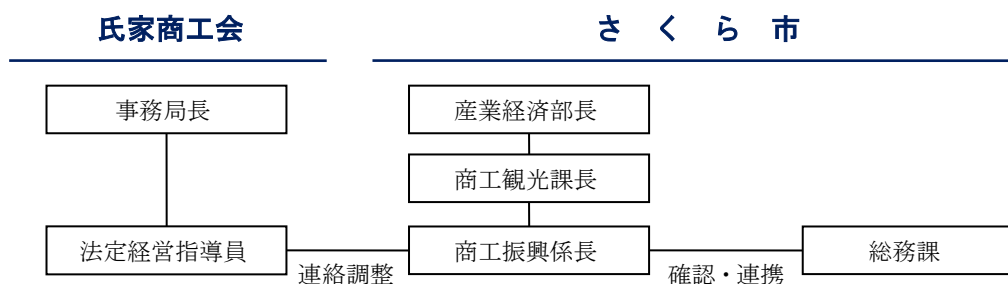 氏家商工会
さくら市
事務局長
産業経済部長
商工観光課長
法定経営指導員
連絡調整
商工振興係長
確認・連携
総務課